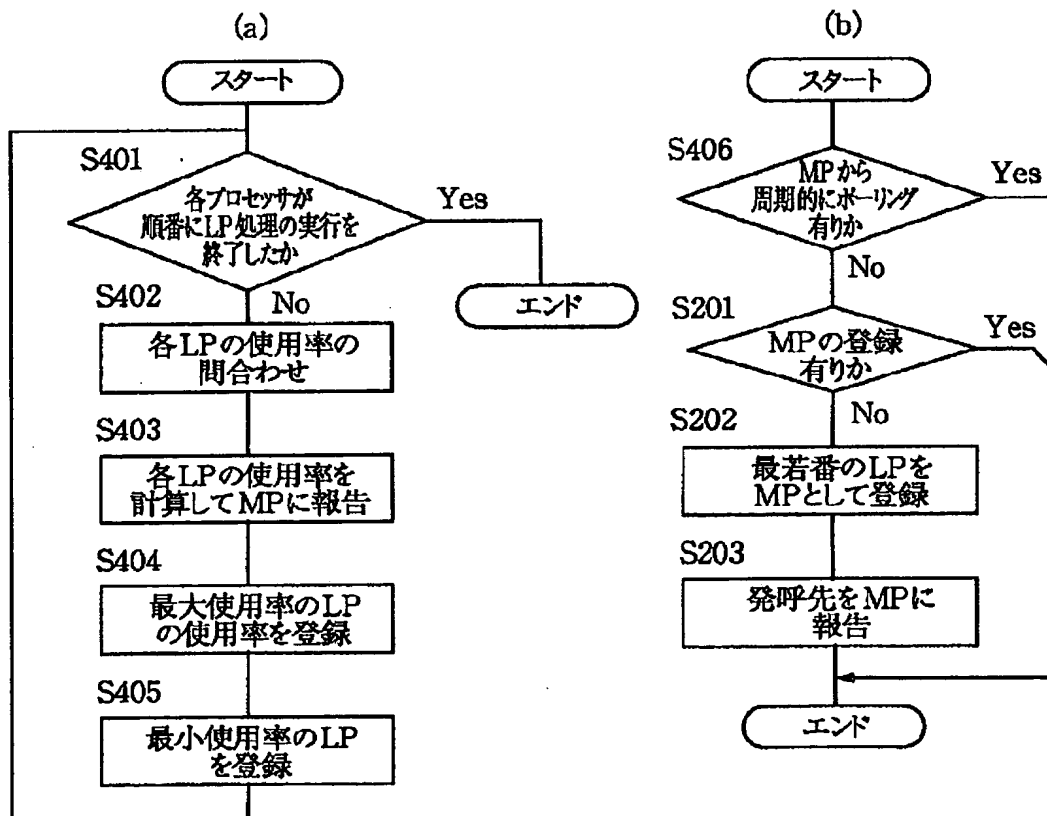 (a)
スタート
S401
各プロセッサが
順番にLP処理の実行を
終了したか
Yes
エンド
No
S402
各LPの使用率の
問合わせ
S403
各LPの使用率を
計算してMPに報告
S404
最大使用率のLP
の使用率を登録
S405
最小使用率のLP
を登録
(b)
スタート
S406
MPから
周期的にポーリング
有りか
Yes
No
S201
MPの登録
有りか
Yes
No
S202
最若番のLPを
MPとして登録
S203
発呼先をMPに
報告
エンド